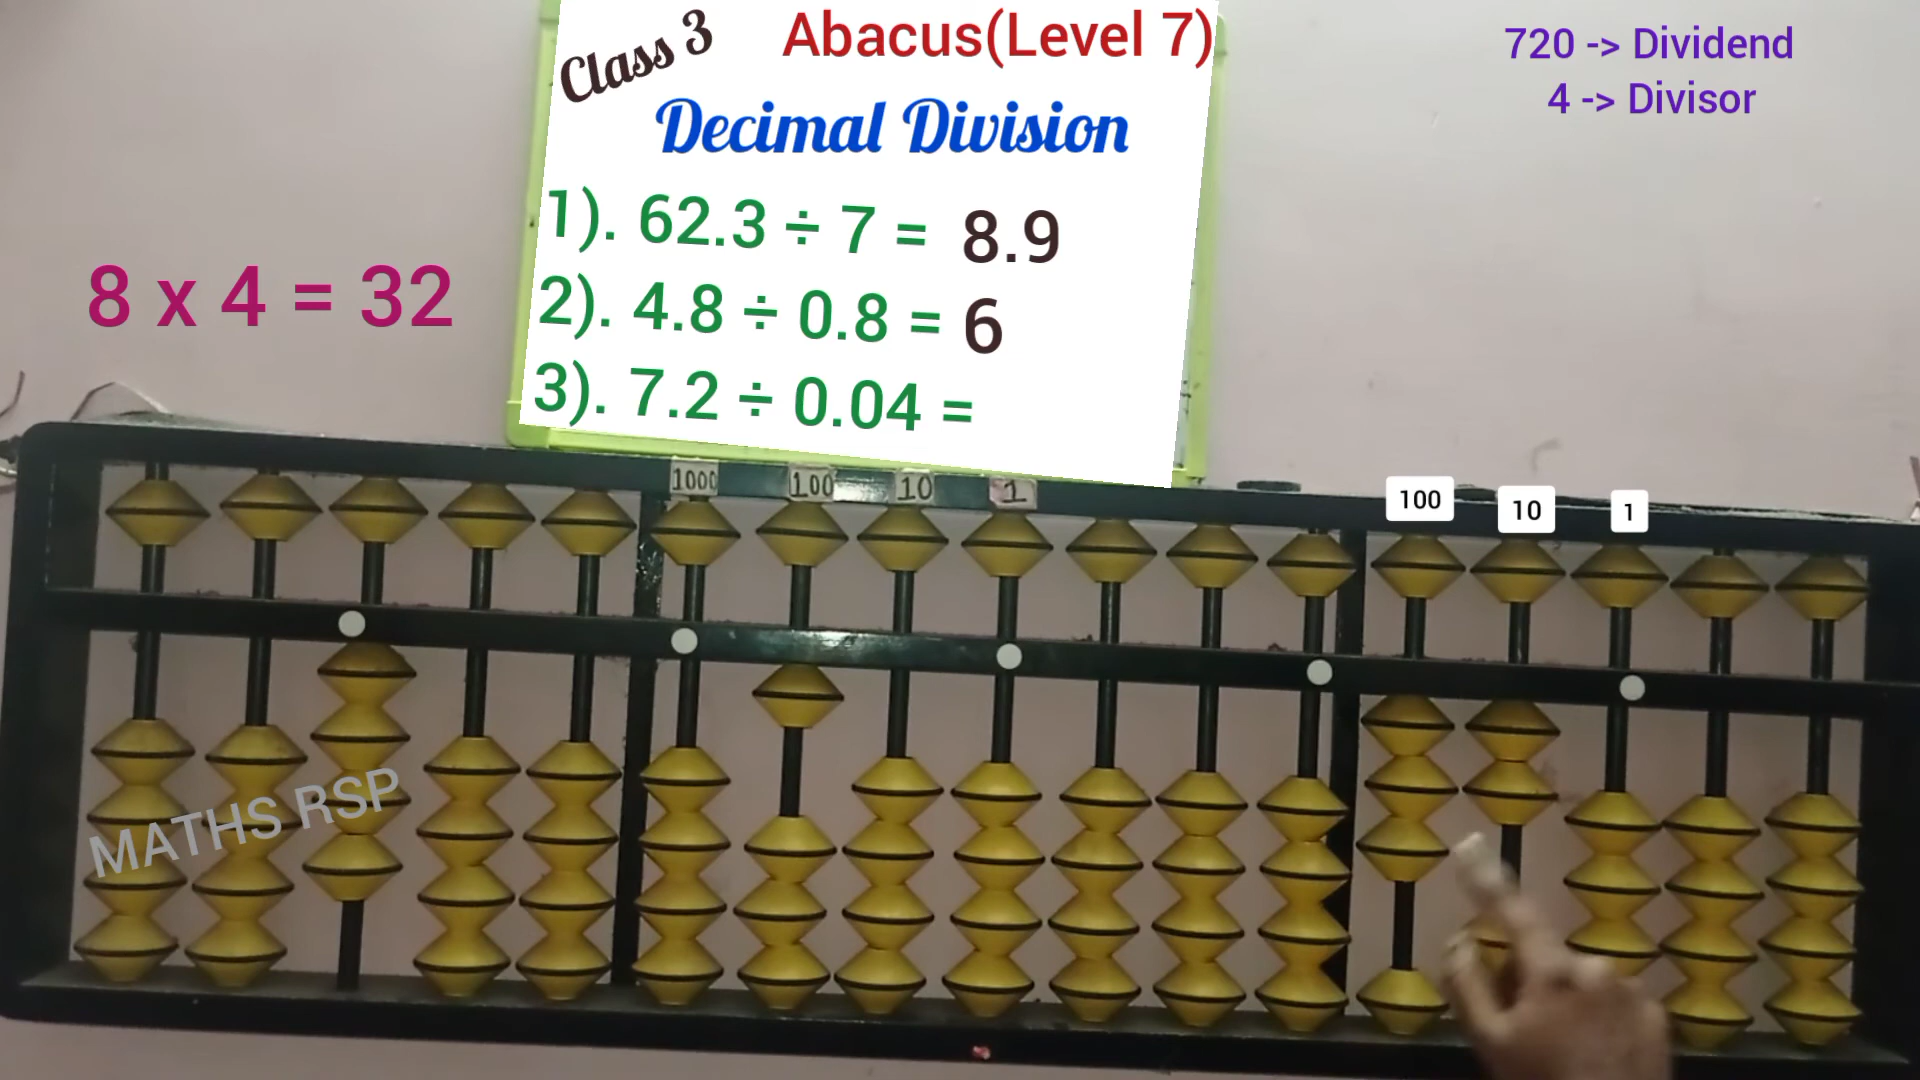 Class 3
Abacus(Level 7)
Decimal Division
1). 62.3 ÷ 7 = 8.9
2). 4.8 ÷ 0.8 = 6
3). 7.2 ÷ 0.04 =
720 -> Dividend
4 -> Divisor
8 x 4 = 32
1000 100 10 1
100 10 1
MATHS RSP